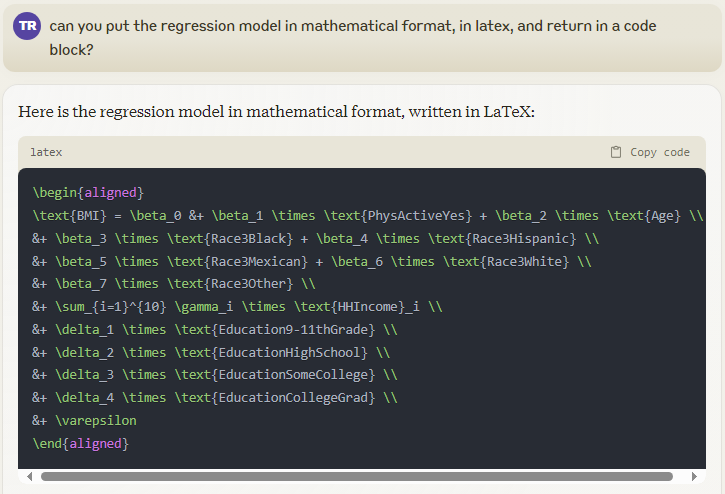 TR
can you put the regression model in mathematical format, in latex, and return in a code
block?
Here is the regression model in mathematical format, written in LaTeX:
latex
Copy code
\begin{aligned}
\text{BMI} = \beta_0 &+ \beta_1 \times \text{PhysActiveYes} + \beta_2 \times \text{Age} \\
&+ \beta_3 \times \text{Race3Black} + \beta_4 \times \text{Race3Hispanic} \\
&+ \beta_5 \times \text{Race3Mexican} + \beta_6 \times \text{Race3White} \\
&+ \beta_7 \times \text{Race3Other} \\
&+ \sum_{i=1}^{10} \gamma_i \times \text{HHIncome}_i \\
&+ \delta_1 \times \text{Education9-11thGrade} \\
&+ \delta_2 \times \text{EducationHighSchool} \\
&+ \delta_3 \times \text{EducationSomeCollege} \\
&+ \delta_4 \times \text{EducationCollegeGrad} \\
&+ \varepsilon
\end{aligned}